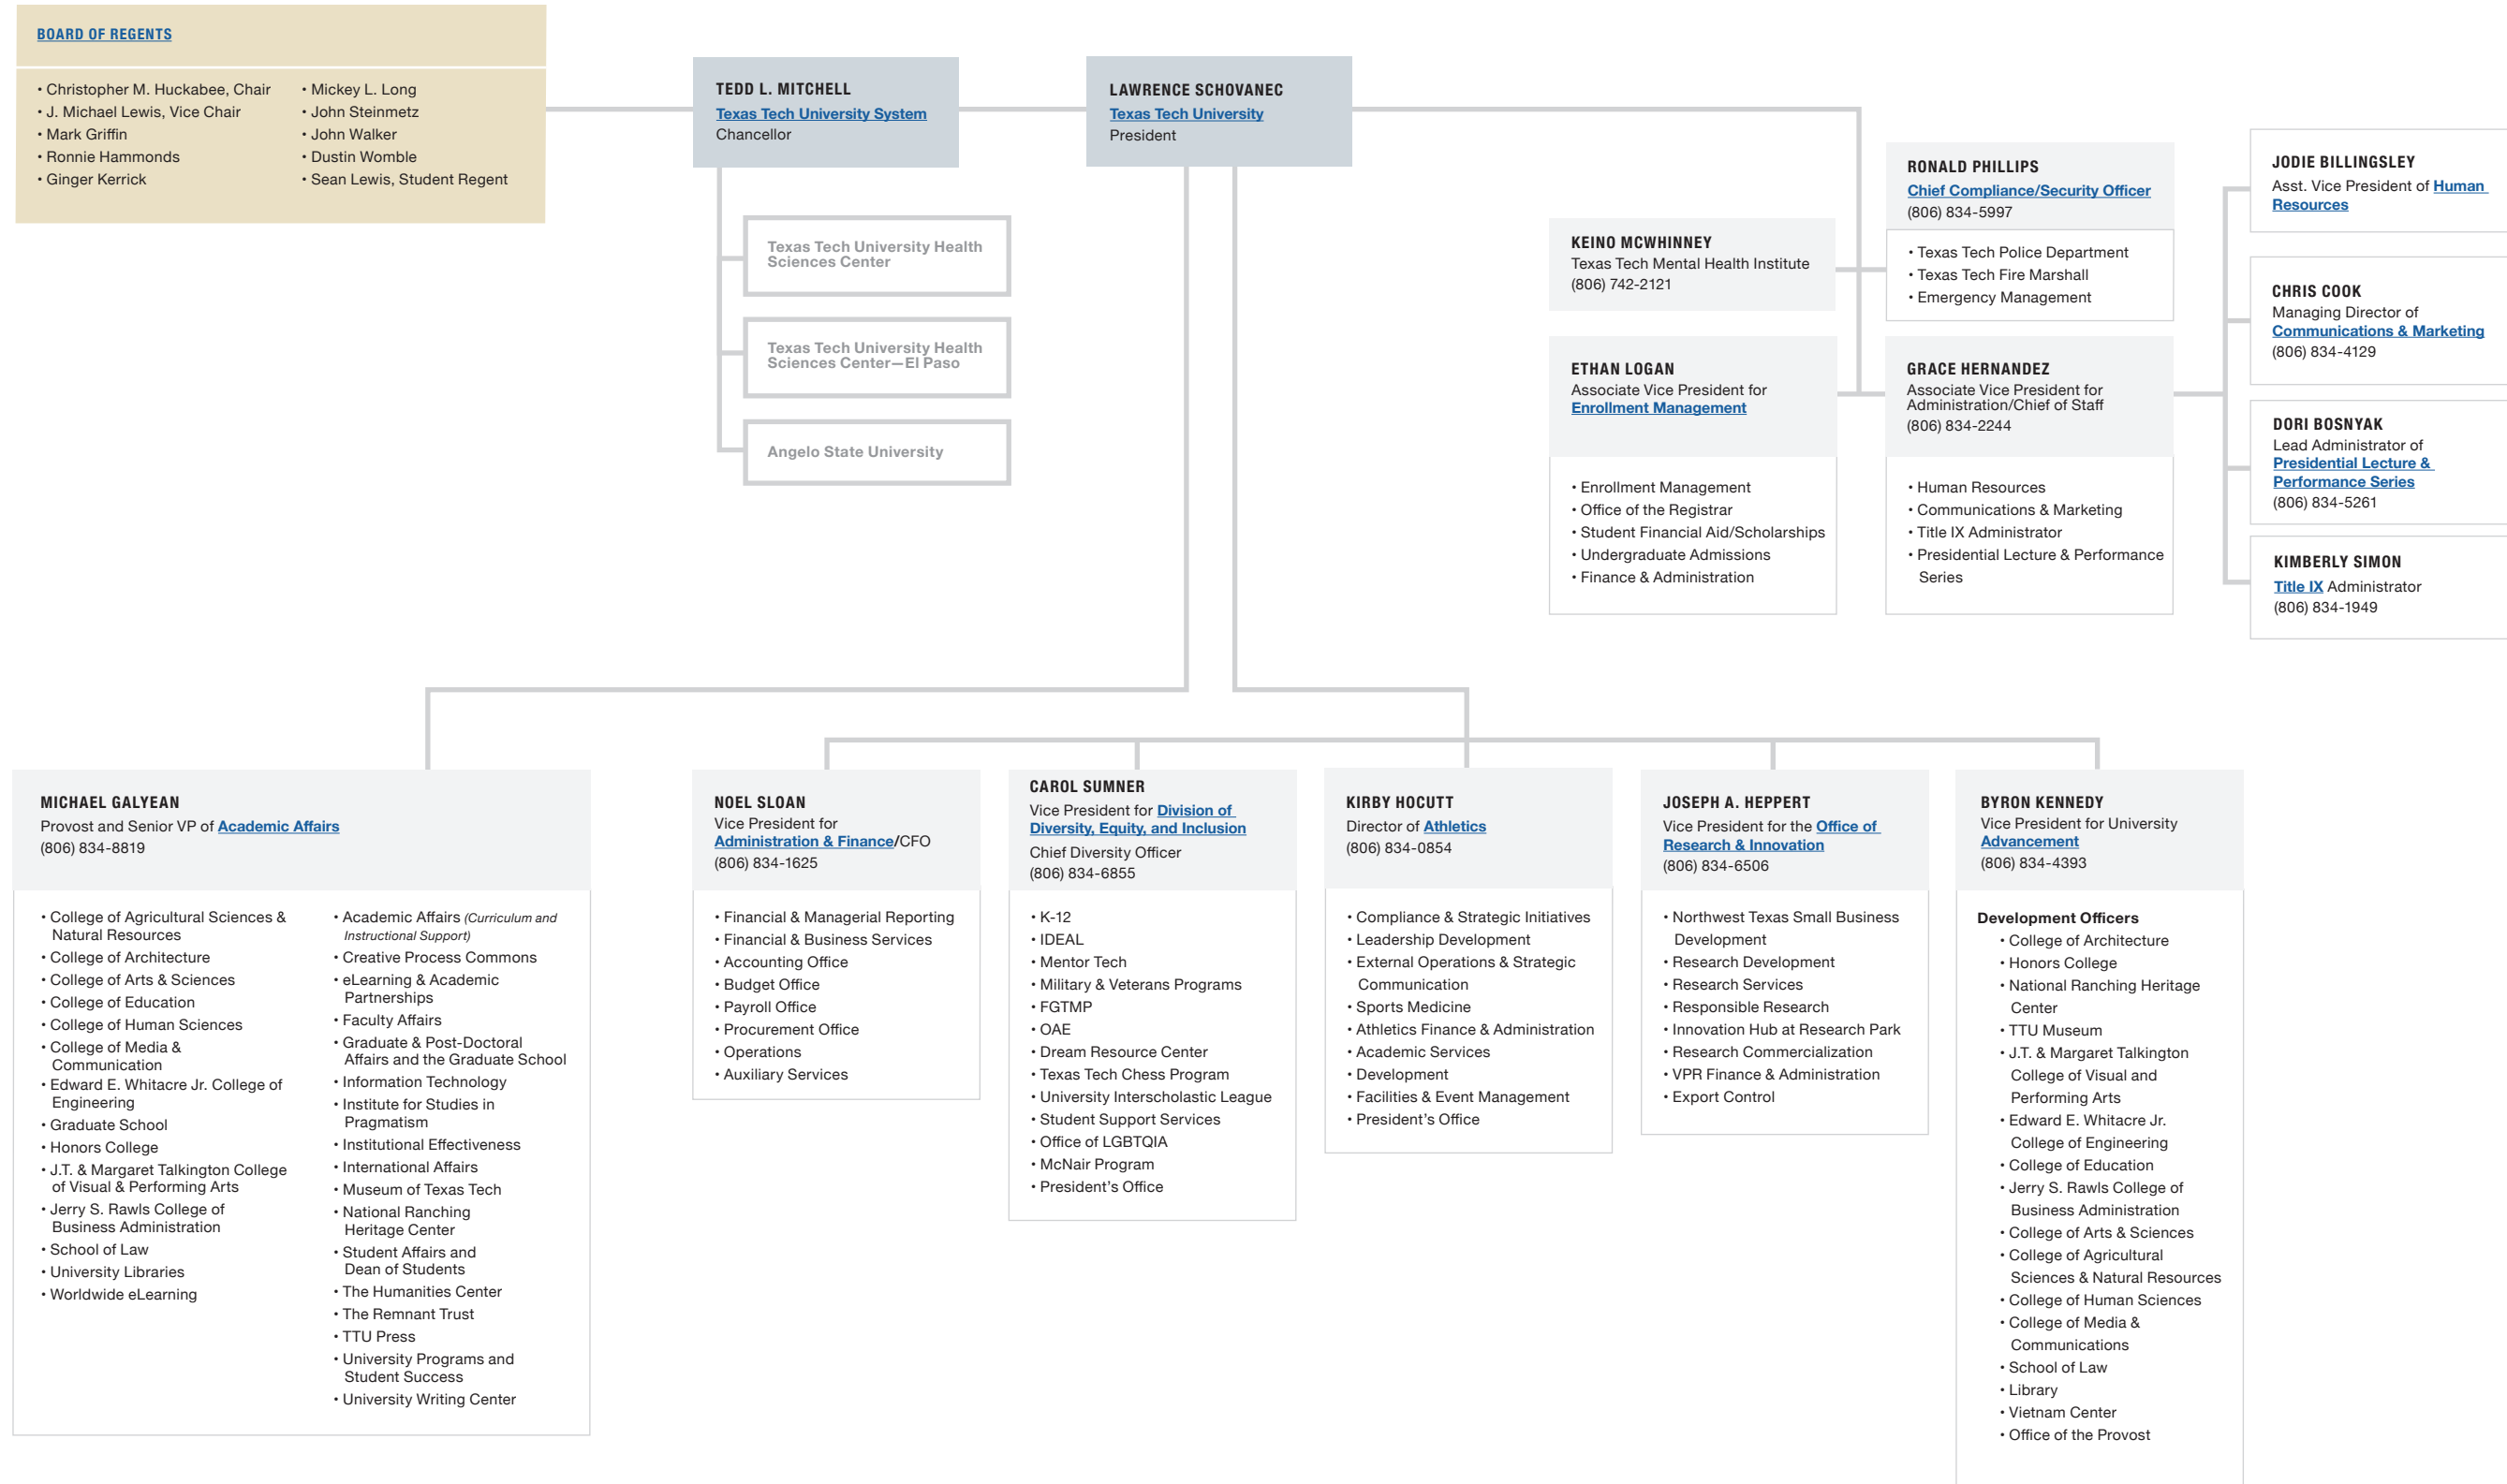 BOARD OF REGENTS
• Christopher M. Huckabee, Chair
• J. Michael Lewis, Vice Chair
• Mark Griffin
• Ronnie Hammonds
• Ginger Kerrick
• Mickey L. Long
• John Steinmetz
• John Walker
• Dustin Womble
• Sean Lewis, Student Regent
TEDD L. MITCHELL
Texas Tech University System
Chancellor
LAWRENCE SCHOVANEC
Texas Tech University
President
Texas Tech University Health
Sciences Center
Texas Tech University Health
Sciences Center—El Paso
Angelo State University
KEINO MCWHINNEY
Texas Tech Mental Health Institute
(806) 742-2121
RONALD PHILLIPS
Chief Compliance/Security Officer
(806) 834-5997
• Texas Tech Police Department
• Texas Tech Fire Marshall
• Emergency Management
ETHAN LOGAN
Associate Vice President for
Enrollment Management
• Enrollment Management
• Office of the Registrar
• Student Financial Aid/Scholarships
• Undergraduate Admissions
• Finance & Administration
GRACE HERNANDEZ
Associate Vice President for
Administration/Chief of Staff
(806) 834-2244
• Human Resources
• Communications & Marketing
• Title IX Administrator
• Presidential Lecture & Performance
Series
JODIE BILLINGSLEY
Asst. Vice President of Human
Resources
CHRIS COOK
Managing Director of
Communications & Marketing
(806) 834-4129
DORI BOSNYAK
Lead Administrator of
Presidential Lecture &
Performance Series
(806) 834-5261
KIMBERLY SIMON
Title IX Administrator
(806) 834-1949
MICHAEL GALYEAN
Provost and Senior VP of Academic Affairs
(806) 834-8819
• College of Agricultural Sciences &
Natural Resources
• College of Architecture
• College of Arts & Sciences
• College of Education
• College of Human Sciences
• College of Media &
Communication
• Edward E. Whitacre Jr. College of
Engineering
• Graduate School
• Honors College
• J.T. & Margaret Talkington College
of Visual & Performing Arts
• Jerry S. Rawls College of
Business Administration
• School of Law
• University Libraries
• Worldwide eLearning
• Academic Affairs (Curriculum and
Instructional Support)
• Creative Process Commons
• eLearning & Academic
Partnerships
• Faculty Affairs
• Graduate & Post-Doctoral
Affairs and the Graduate School
• Information Technology
• Institute for Studies in
Pragmatism
• Institutional Effectiveness
• International Affairs
• Museum of Texas Tech
• National Ranching
Heritage Center
• Student Affairs and
Dean of Students
• The Humanities Center
• The Remnant Trust
• TTU Press
• University Programs and
Student Success
• University Writing Center
NOEL SLOAN
Vice President for
Administration & Finance/CFO
(806) 834-1625
• Financial & Managerial Reporting
• Financial & Business Services
• Accounting Office
• Budget Office
• Payroll Office
• Procurement Office
• Operations
• Auxiliary Services
CAROL SUMNER
Vice President for Division of
Diversity, Equity, and Inclusion
Chief Diversity Officer
(806) 834-6855
• K-12
• IDEAL
• Mentor Tech
• Military & Veterans Programs
• FGTMP
• OAE
• Dream Resource Center
• Texas Tech Chess Program
• University Interscholastic League
• Student Support Services
• Office of LGBTQIA
• McNair Program
• President's Office
KIRBY HOCUTT
Director of Athletics
(806) 834-0854
• Compliance & Strategic Initiatives
• Leadership Development
• External Operations & Strategic
Communication
• Sports Medicine
• Athletics Finance & Administration
• Academic Services
• Development
• Facilities & Event Management
• President's Office
JOSEPH A. HEPPERT
Vice President for the Office of
Research & Innovation
(806) 834-6506
• Northwest Texas Small Business
Development
• Research Development
• Research Services
• Responsible Research
• Innovation Hub at Research Park
• Research Commercialization
• VPR Finance & Administration
• Export Control
BYRON KENNEDY
Vice President for University
Advancement
(806) 834-4393
Development Officers
• College of Architecture
• Honors College
• National Ranching Heritage
Center
• TTU Museum
• J.T. & Margaret Talkington
College of Visual and
Performing Arts
• Edward E. Whitacre Jr.
College of Engineering
• College of Education
• Jerry S. Rawls College of
Business Administration
• College of Arts & Sciences
• College of Agricultural
Sciences & Natural Resources
• College of Human Sciences
• College of Media &
Communications
• School of Law
• Library
• Vietnam Center
• Office of the Provost